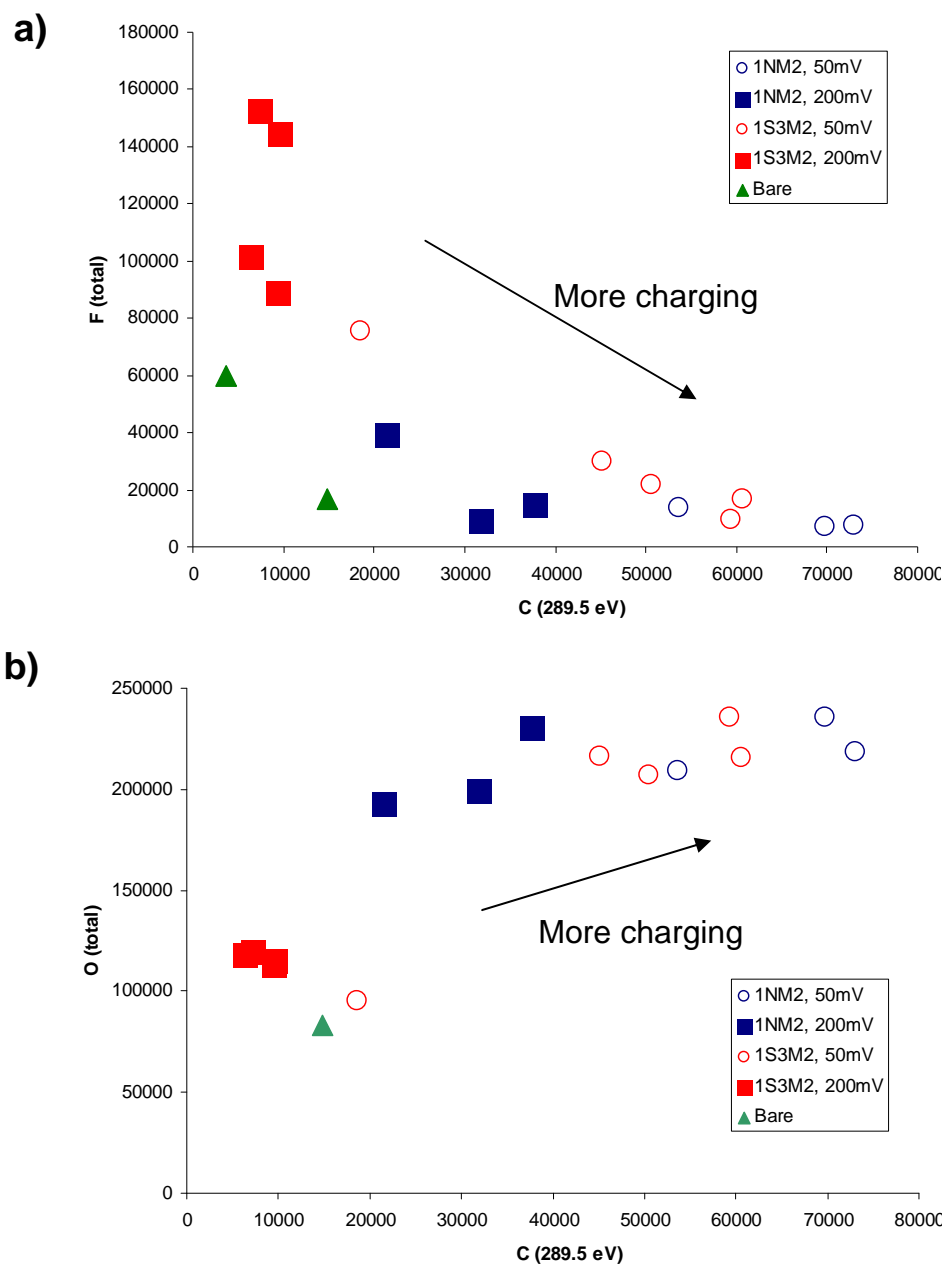 a)
180000
160000
140000
120000
100000
80000
60000
40000
20000
0
F (total)
0 10000 20000 30000 40000 50000 60000 70000 80000
C (289.5 eV)
1NM2, 50mV
1NM2, 200mV
1S3M2, 50mV
1S3M2, 200mV
Bare
More charging
b)
250000
200000
150000
100000
50000
0
O (total)
0 10000 20000 30000 40000 50000 60000 70000 80000
C (289.5 eV)
More charging
1NM2, 50mV
1NM2, 200mV
1S3M2, 50mV
1S3M2, 200mV
Bare